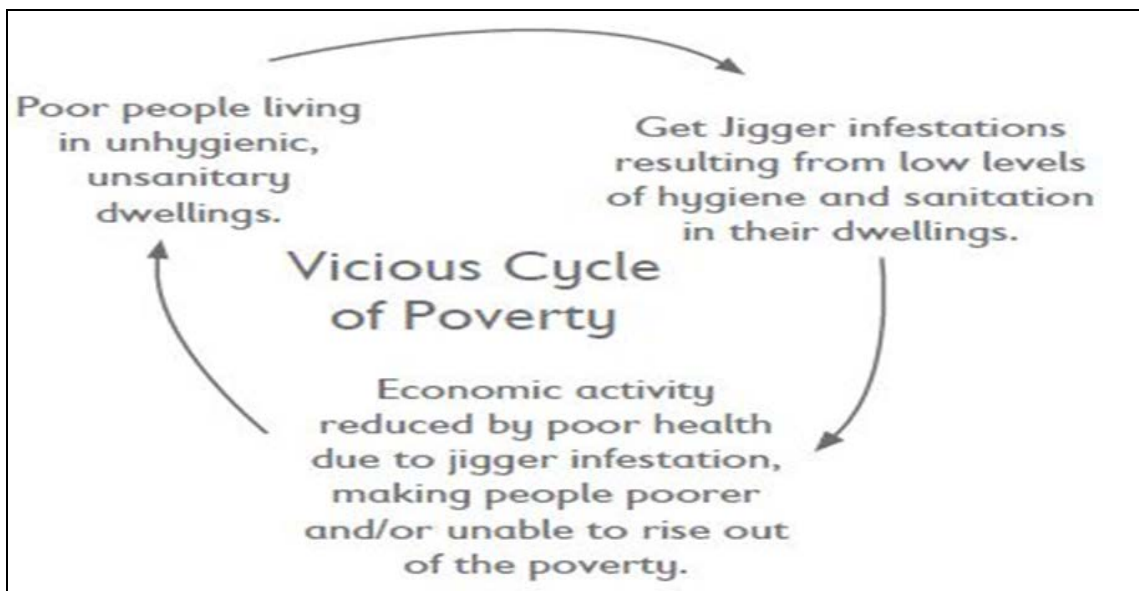 Poor people living
in unhygienic,
unsanitary
dwellings.
Get Jigger infestations
resulting from low levels
of hygiene and sanitation
in their dwellings.
Vicious Cycle
of Poverty
Economic activity
reduced by poor health
due to jigger infestation,
making people poorer
and/or unable to rise out
of the poverty.